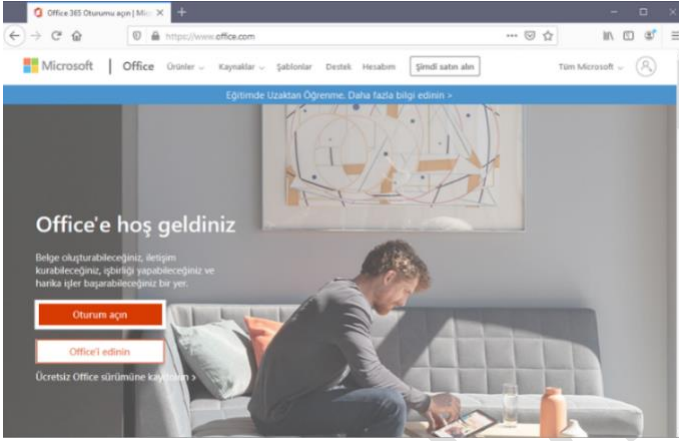 Office 365 Oturumu açın | Mic
https://www.office.com
Microsoft | Office Ürünler Kaynaklar Şablonlar Destek Hesabım Şimdi satın alın Tüm Microsoft
Eğitimde Uzaktan Öğrenme. Daha fazla bilgi edinin >
Office'e hoş geldiniz
Belge oluşturabileceğiniz, iletişim
kurabileceğiniz, işbirliği yapabileceğiniz ve
harika işler başarabileceğiniz bir yer.
Oturum açın
Office'i edinin
Ücretsiz Office sürümüne kaydolun >